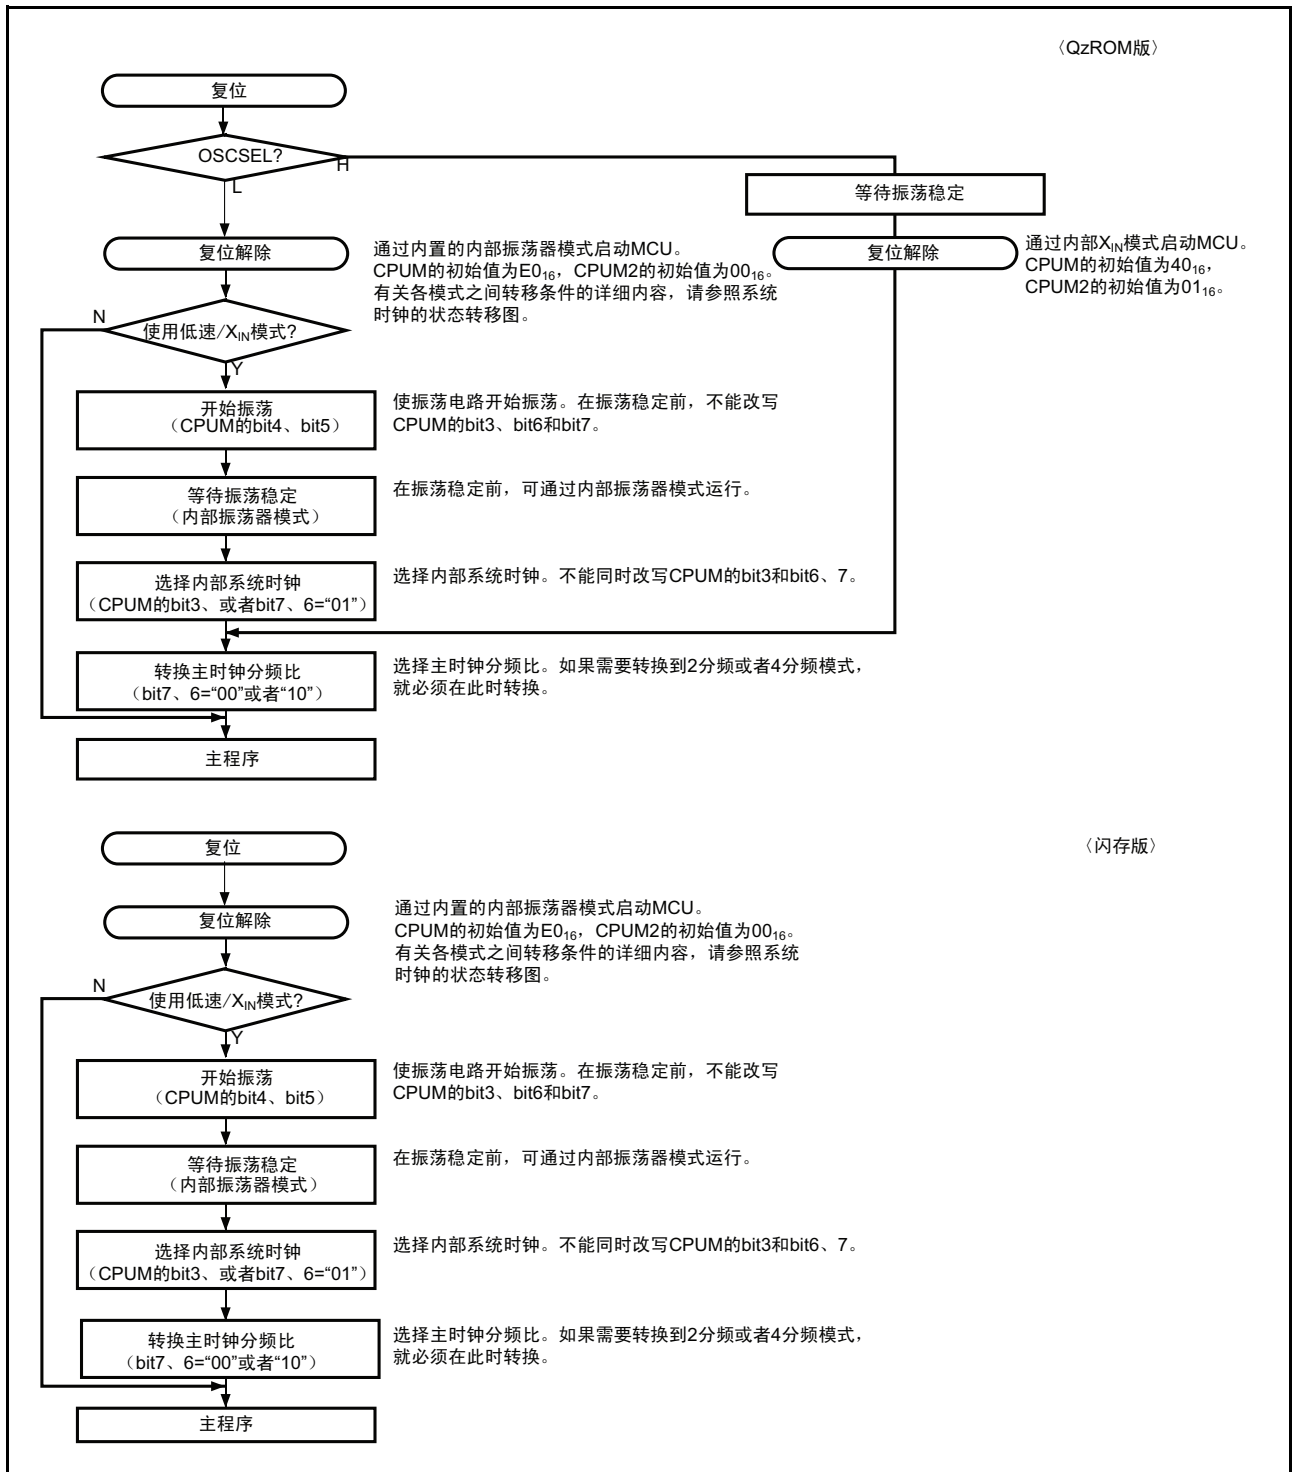 〈QzROM版〉
复位
OSCSEL?
H
L
等待振荡稳定
复位解除
通过内置的内部振荡器模式启动MCU。
CPUM的初始值为E0₁₆，CPUM2的初始值为00₁₆。
有关各模式之间转移条件的详细内容，请参照系统
时钟的状态转移图。
复位解除
通过内部X_IN模式启动MCU。
CPUM的初始值为40₁₆，
CPUM2的初始值为01₁₆。
N
使用低速/X_IN模式?
Y
开始振荡
（CPUM的bit4、bit5）
使振荡电路开始振荡。在振荡稳定前，不能改写
CPUM的bit3、bit6和bit7。
等待振荡稳定
（内部振荡器模式）
在振荡稳定前，可通过内部振荡器模式运行。
选择内部系统时钟
（CPUM的bit3、或者bit7、6=“01”）
选择内部系统时钟。不能同时改写CPUM的bit3和bit6、7。
转换主时钟分频比
（bit7、6=“00”或者“10”）
选择主时钟分频比。如果需要转换到2分频或者4分频模式，
就必须在此时转换。
主程序
〈闪存版〉
复位
复位解除
通过内置的内部振荡器模式启动MCU。
CPUM的初始值为E0₁₆，CPUM2的初始值为00₁₆。
有关各模式之间转移条件的详细内容，请参照系统
时钟的状态转移图。
N
使用低速/X_IN模式?
Y
开始振荡
（CPUM的bit4、bit5）
使振荡电路开始振荡。在振荡稳定前，不能改写
CPUM的bit3、bit6和bit7。
等待振荡稳定
（内部振荡器模式）
在振荡稳定前，可通过内部振荡器模式运行。
选择内部系统时钟
（CPUM的bit3、或者bit7、6=“01”）
选择内部系统时钟。不能同时改写CPUM的bit3和bit6、7。
转换主时钟分频比
（bit7、6=“00”或者“10”）
选择主时钟分频比。如果需要转换到2分频或者4分频模式，
就必须在此时转换。
主程序